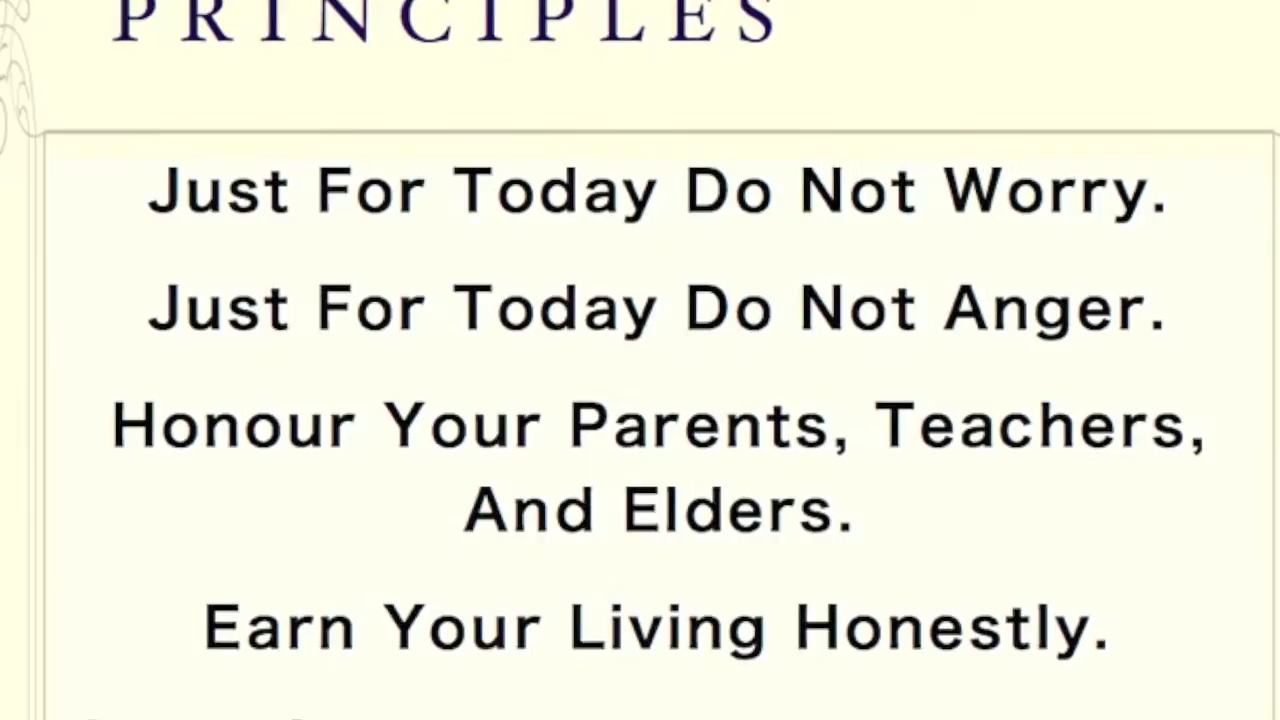 PRINCIPLES
Just For Today Do Not Worry.
Just For Today Do Not Anger.
Honour Your Parents, Teachers,
And Elders.
Earn Your Living Honestly.